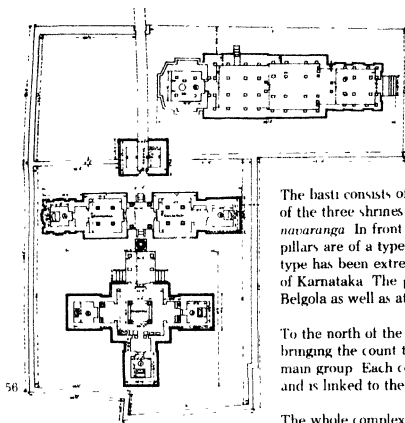 The basti consists of
of the three shrines
navaranga In front
pillars are of a type
type has been extre
of Karnataka The p
Belgola as well as at
To the north of the
bringing the count t
main group Each c
and is linked to the
The whole complex
56